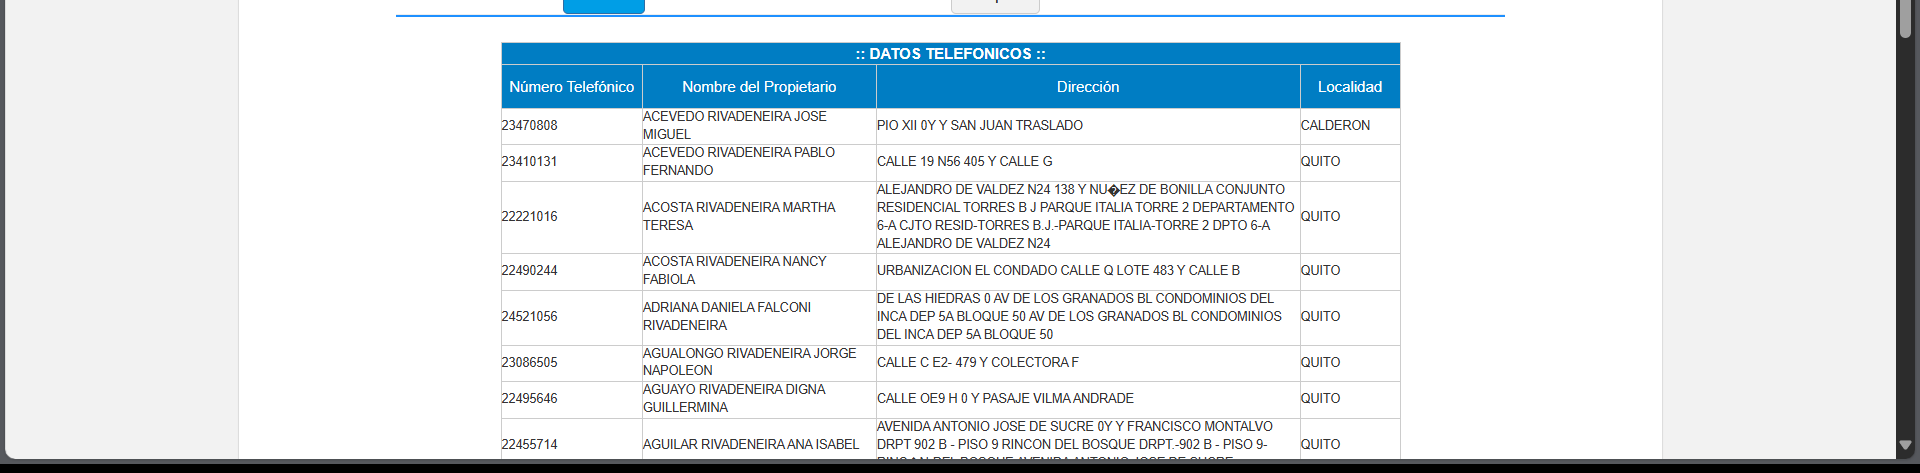 :: DATOS TELEFONICOS ::
Número Telefónico
Nombre del Propietario
Dirección
Localidad
23470808
ACEVEDO RIVADENEIRA JOSE
MIGUEL
PIO XII 0Y Y SAN JUAN TRASLADO
CALDERON
23410131
ACEVEDO RIVADENEIRA PABLO
FERNANDO
CALLE 19 N56 405 Y CALLE G
QUITO
22221016
ACOSTA RIVADENEIRA MARTHA
TERESA
ALEJANDRO DE VALDEZ N24 138 Y NU�EZ DE BONILLA CONJUNTO
RESIDENCIAL TORRES B J PARQUE ITALIA TORRE 2 DEPARTAMENTO
6-A CJTO RESID-TORRES B.J.-PARQUE ITALIA-TORRE 2 DPTO 6-A
ALEJANDRO DE VALDEZ N24
QUITO
22490244
ACOSTA RIVADENEIRA NANCY
FABIOLA
URBANIZACION EL CONDADO CALLE Q LOTE 483 Y CALLE B
QUITO
24521056
ADRIANA DANIELA FALCONI
RIVADENEIRA
DE LAS HIEDRAS 0 AV DE LOS GRANADOS BL CONDOMINIOS DEL
INCA DEP 5A BLOQUE 50 AV DE LOS GRANADOS BL CONDOMINIOS
DEL INCA DEP 5A BLOQUE 50
QUITO
23086505
AGUALONGO RIVADENEIRA JORGE
NAPOLEON
CALLE C E2- 479 Y COLECTORA F
QUITO
22495646
AGUAYO RIVADENEIRA DIGNA
GUILLERMINA
CALLE OE9 H 0 Y PASAJE VILMA ANDRADE
QUITO
22455714
AGUILAR RIVADENEIRA ANA ISABEL
AVENIDA ANTONIO JOSE DE SUCRE 0Y Y FRANCISCO MONTALVO
DRPT 902 B - PISO 9 RINCON DEL BOSQUE DRPT.-902 B - PISO 9-
QUITO